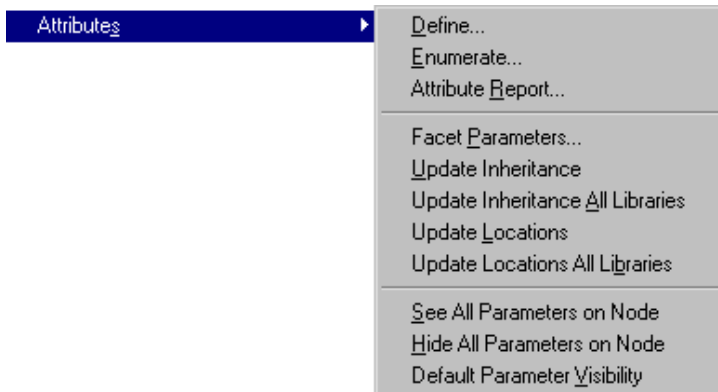 Attributes
Define...
Enumerate...
Attribute Report...
Facet Parameters...
Update Inheritance
Update Inheritance All Libraries
Update Locations
Update Locations All Libraries
See All Parameters on Node
Hide All Parameters on Node
Default Parameter Visibility